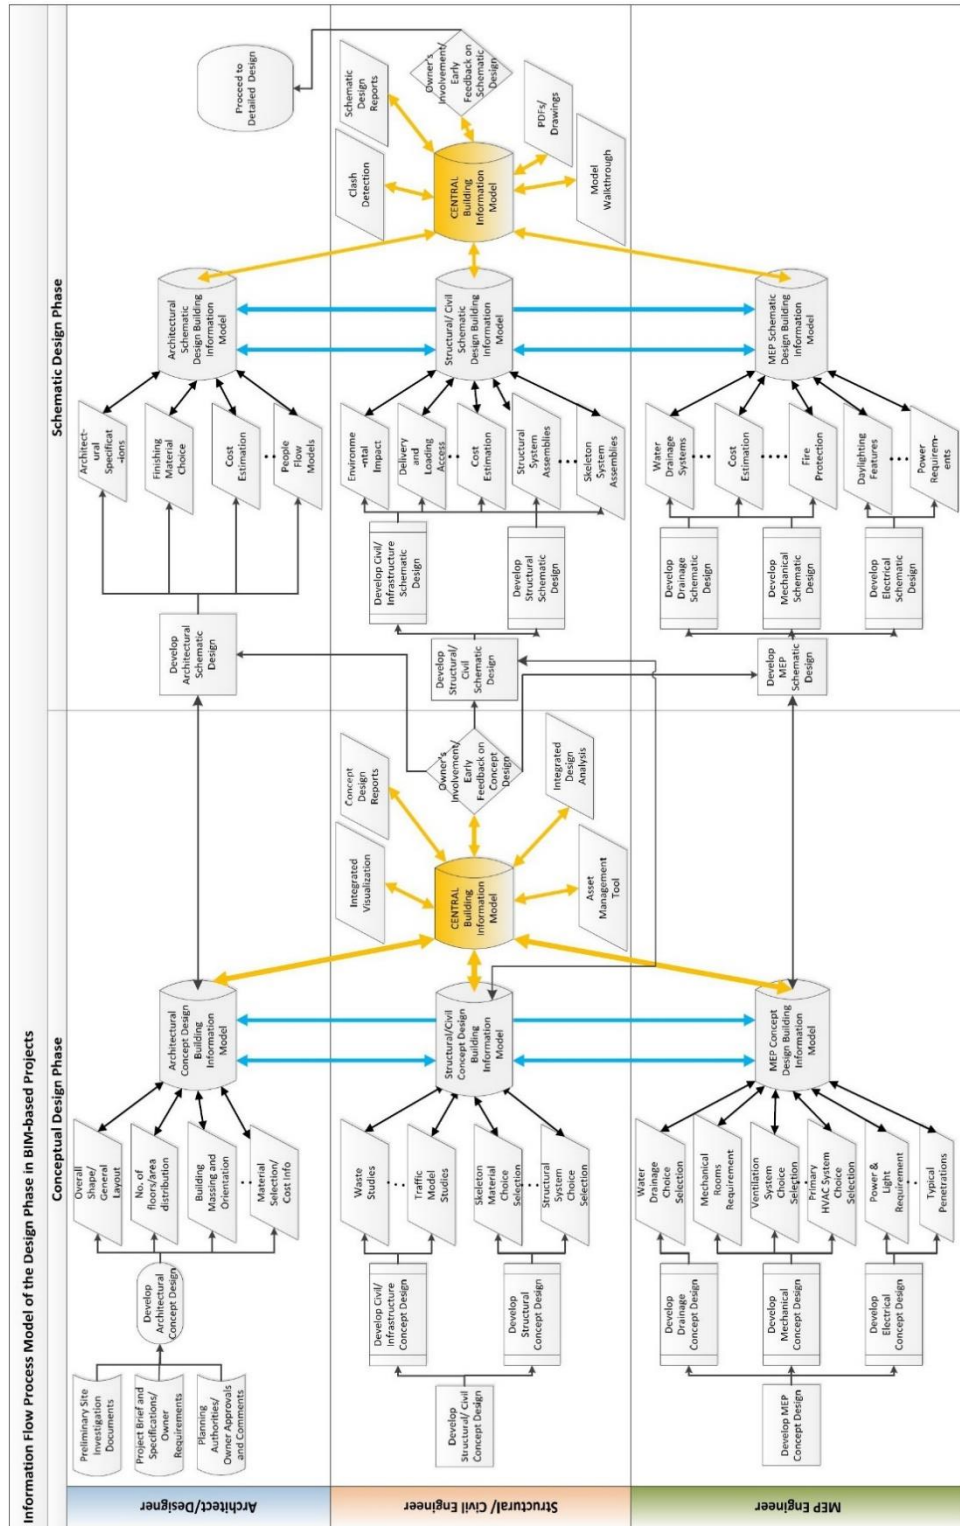 Information Flow Process Model of the Design Phase in BIM-based Projects
Conceptual Design Phase
Schematic Design Phase
Architect/Designer
Preliminary Site
Investigation
Documents
Project Brief and
Specifications/
Owner
Requirements
Planning
Authorities/
Owner Approvals
and Comments
Develop
Architectural
Concept Design
Overall
Shape/
General
Layout
No. of
floors/area
distribution
Building
Massing and
Orientation
Material
Selection/
Cost Info
Architectural
Concept Design
Building
Information
Model
Develop
Architectural
Schematic
Design
Architect-
ural
Specificat
-ions
Finishing
Material
Choice
Cost
Estimation
People
Flow
Models
Architectural
Schematic
Design Building
Information
Model
Proceed to
Detailed Design
Structural/ Civil Engineer
Develop
Structural/ Civil
Concept Design
Develop Civil/
Infrastructure
Concept Design
Develop
Structural
Concept Design
Waste
Studies
Traffic
Model
Studies
Skeleton
Material
Choice
Selection
Structural
System
Choice
Selection
Structural/Civil
Concept Design
Building
Information
Model
Integrated
Visualization
Concept
Design
Reports
CENTRAL
Building
Information
Model
Asset
Management
Tool
Integrated
Design
Analysis
Owner's
Involvement/
Early
Feedback on
Concept
Design
Develop
Structural/
Civil
Schematic
Design
Develop Civil/
Infrastructure
Schematic
Design
Develop
Structural
Schematic
Design
Environme
-ntal
Impact
Delivery
and
Loading
Access
Cost
Estimation
Structural
System
Assemblies
Skeleton
System
Assemblies
Structural/ Civil
Schematic
Design Building
Information
Model
Clash
Detection
Schematic
Design
Reports
CENTRAL
Building
Information
Model
Model
Walkthrough
PDFs/
Drawings
Owner's
Involvement/
Early
Feedback on
Schematic
Design
MEP Engineer
Develop MEP
Concept Design
Develop
Drainage
Concept Design
Develop
Mechanical
Concept Design
Develop
Electrical
Concept Design
Water
Drainage
Choice
Selection
Mechanical
Rooms
Requirement
Ventilation
System
Choice
Selection
Primary
HVAC System
Choice
Selection
Power &
Light
Requirement
Typical
Penetrations
MEP Concept
Design Building
Information
Model
Develop
MEP
Schematic
Design
Develop
Drainage
Schematic
Design
Develop
Mechanical
Schematic
Design
Develop
Electrical
Schematic
Design
Water
Drainage
Systems
Cost
Estimation
Fire
Protection
Daylighting
Features
Power
Requirem-
ents
MEP Schematic
Design Building
Information
Model